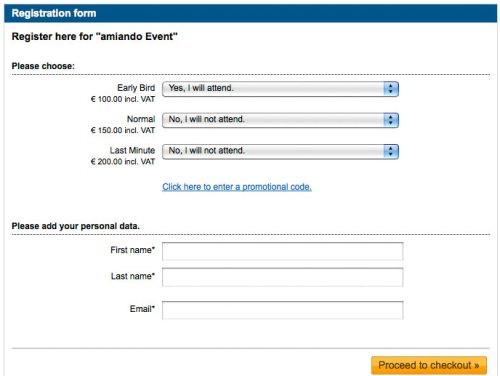 Registration form
Register here for "amiando Event"
Please choose:
Early Bird
Yes, I will attend.
€ 100.00 incl. VAT
Normal
No, I will not attend.
€ 150.00 incl. VAT
Last Minute
No, I will not attend.
€ 200.00 incl. VAT
Click here to enter a promotional code.
Please add your personal data.
First name*
Last name*
Email*
Proceed to checkout »